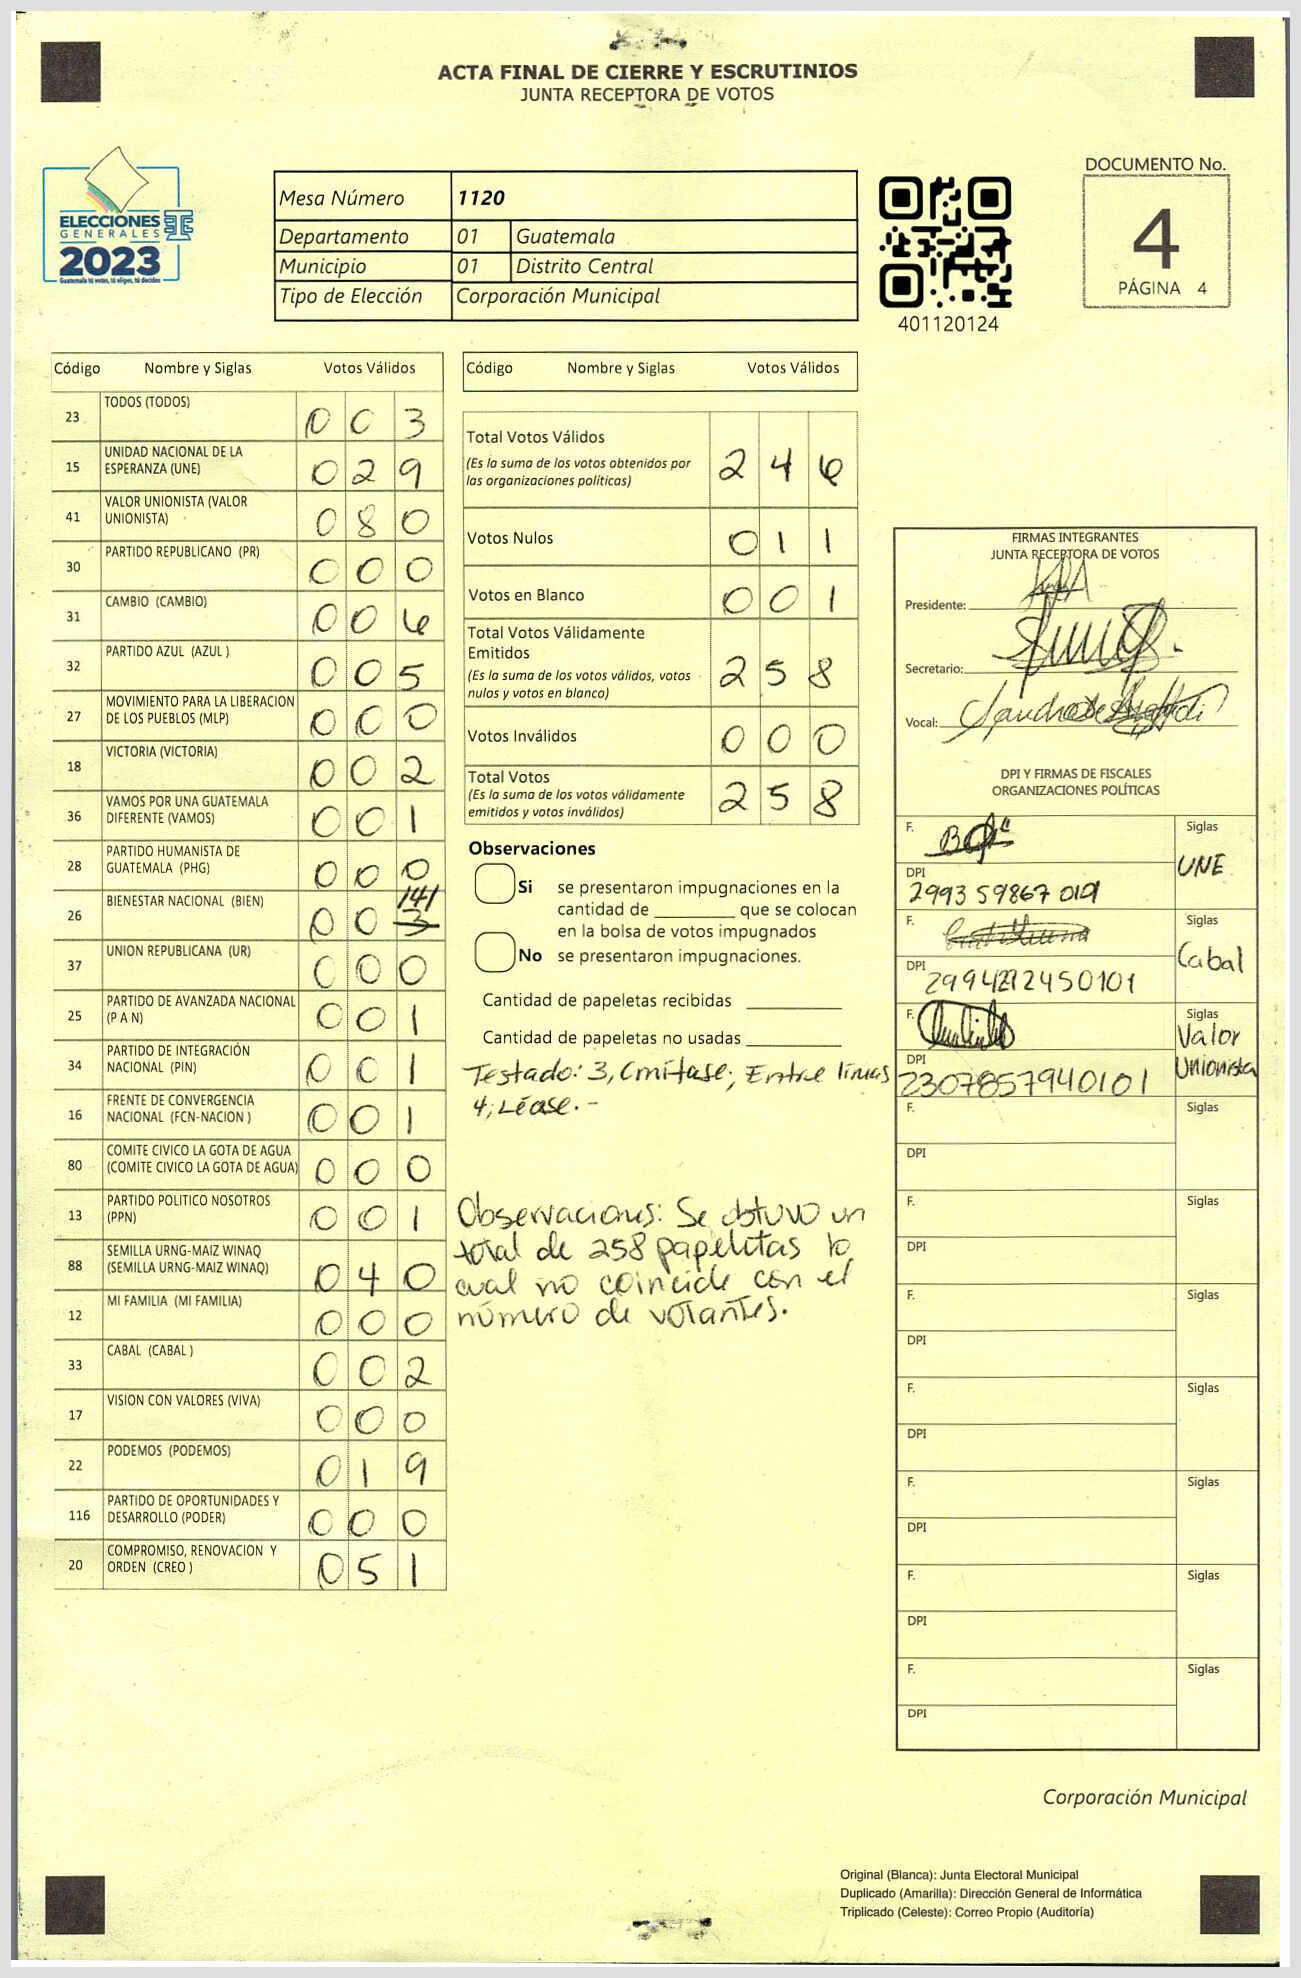 ACTA FINAL DE CIERRE Y ESCRUTINIOS
JUNTA RECEPTORA DE VOTOS
ELECCIONES
GENERALES
2023
Guatemala tú votas, tú eliges, tú decides
Mesa Número 1120
Departamento 01 Guatemala
Municipio 01 Distrito Central
Tipo de Elección Corporación Municipal
401120124
DOCUMENTO No.
4
PÁGINA 4
Código Nombre y Siglas Votos Válidos
23 TODOS (TODOS) 0 0 3
15 UNIDAD NACIONAL DE LA
ESPERANZA (UNE) 0 2 9
41 VALOR UNIONISTA (VALOR
UNIONISTA) 0 8 0
30 PARTIDO REPUBLICANO (PR) 0 0 0
31 CAMBIO (CAMBIO) 0 0 6
32 PARTIDO AZUL (AZUL ) 0 0 5
27 MOVIMIENTO PARA LA LIBERACION
DE LOS PUEBLOS (MLP) 0 0 0
18 VICTORIA (VICTORIA) 0 0 2
36 VAMOS POR UNA GUATEMALA
DIFERENTE (VAMOS) 0 0 1
28 PARTIDO HUMANISTA DE
GUATEMALA (PHG) 0 0 0
26 BIENESTAR NACIONAL (BIEN) 0 0 3 /4/
37 UNION REPUBLICANA (UR) 0 0 0
25 PARTIDO DE AVANZADA NACIONAL
(P A N) 0 0 1
34 PARTIDO DE INTEGRACIÓN
NACIONAL (PIN) 0 0 1
16 FRENTE DE CONVERGENCIA
NACIONAL (FCN-NACION ) 0 0 1
80 COMITE CIVICO LA GOTA DE AGUA
(COMITE CIVICO LA GOTA DE AGUA) 0 0 0
13 PARTIDO POLITICO NOSOTROS
(PPN) 0 0 1
88 SEMILLA URNG-MAIZ WINAQ
(SEMILLA URNG-MAIZ WINAQ) 0 4 0
12 MI FAMILIA (MI FAMILIA) 0 0 0
33 CABAL (CABAL ) 0 0 2
17 VISION CON VALORES (VIVA) 0 0 0
22 PODEMOS (PODEMOS) 0 1 9
116 PARTIDO DE OPORTUNIDADES Y
DESARROLLO (PODER) 0 0 0
20 COMPROMISO, RENOVACION Y
ORDEN (CREO ) 0 5 1
Código Nombre y Siglas Votos Válidos
Total Votos Válidos
(Es la suma de los votos obtenidos por
las organizaciones políticas) 2 4 6
Votos Nulos 0 1 1
Votos en Blanco 0 0 1
Total Votos Válidamente
Emitidos
(Es la suma de los votos válidos, votos
nulos y votos en blanco) 2 5 8
Votos Inválidos 0 0 0
Total Votos
(Es la suma de los votos válidamente
emitidos y votos inválidos) 2 5 8
Observaciones
Si se presentaron impugnaciones en la
cantidad de ________ que se colocan
en la bolsa de votos impugnados
No se presentaron impugnaciones.
Cantidad de papeletas recibidas
Cantidad de papeletas no usadas
Testado: 3, Omítase; Entre líneas
4; Léase.-
Observaciones: Se obtuvo un
total de 258 papeletas lo
cual no coincide con el
número de votantes.
FIRMAS INTEGRANTES
JUNTA RECEPTORA DE VOTOS
Presidente:
Secretario:
Vocal:
DPI Y FIRMAS DE FISCALES
ORGANIZACIONES POLÍTICAS
F. Siglas
UNE
DPI
2993 59867 0101
F. Siglas
Cabal
DPI
F. Siglas
Valor
Unionista
DPI
2307857940101
F. Siglas
DPI
F. Siglas
DPI
F. Siglas
DPI
F. Siglas
DPI
F. Siglas
DPI
F. Siglas
DPI
F. Siglas
DPI
Corporación Municipal
Original (Blanca): Junta Electoral Municipal
Duplicado (Amarilla): Dirección General de Informática
Triplicado (Celeste): Correo Propio (Auditoría)